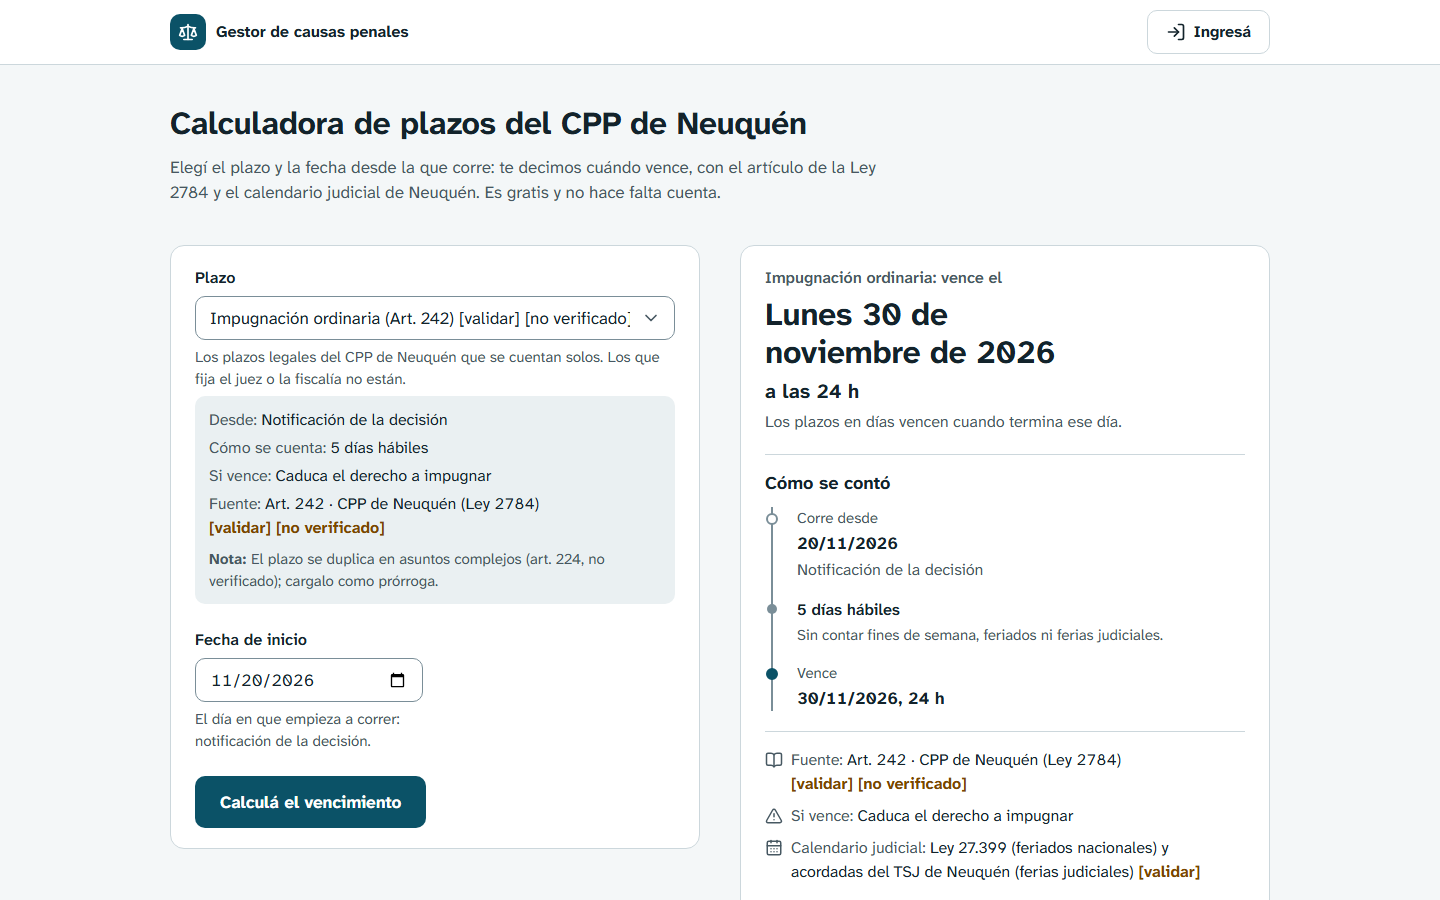 Gestor de causas penales
Ingresá
Calculadora de plazos del CPP de Neuquén
Elegí el plazo y la fecha desde la que corre: te decimos cuándo vence, con el artículo de la Ley
2784 y el calendario judicial de Neuquén. Es gratis y no hace falta cuenta.
Plazo
Impugnación ordinaria (Art. 242) [validar] [no verificado]
Los plazos legales del CPP de Neuquén que se cuentan solos. Los que
fija el juez o la fiscalía no están.
Desde: Notificación de la decisión
Cómo se cuenta: 5 días hábiles
Si vence: Caduca el derecho a impugnar
Fuente: Art. 242 · CPP de Neuquén (Ley 2784)
[validar] [no verificado]
Nota: El plazo se duplica en asuntos complejos (art. 224, no
verificado); cargalo como prórroga.
Fecha de inicio
11/20/2026
El día en que empieza a correr:
notificación de la decisión.
Calculá el vencimiento
Impugnación ordinaria: vence el
Lunes 30 de
noviembre de 2026
a las 24 h
Los plazos en días vencen cuando termina ese día.
Cómo se contó
Corre desde
20/11/2026
Notificación de la decisión
5 días hábiles
Sin contar fines de semana, feriados ni ferias judiciales.
Vence
30/11/2026, 24 h
Fuente: Art. 242 · CPP de Neuquén (Ley 2784)
[validar] [no verificado]
Si vence: Caduca el derecho a impugnar
Calendario judicial: Ley 27.399 (feriados nacionales) y
acordadas del TSJ de Neuquén (ferias judiciales) [validar]